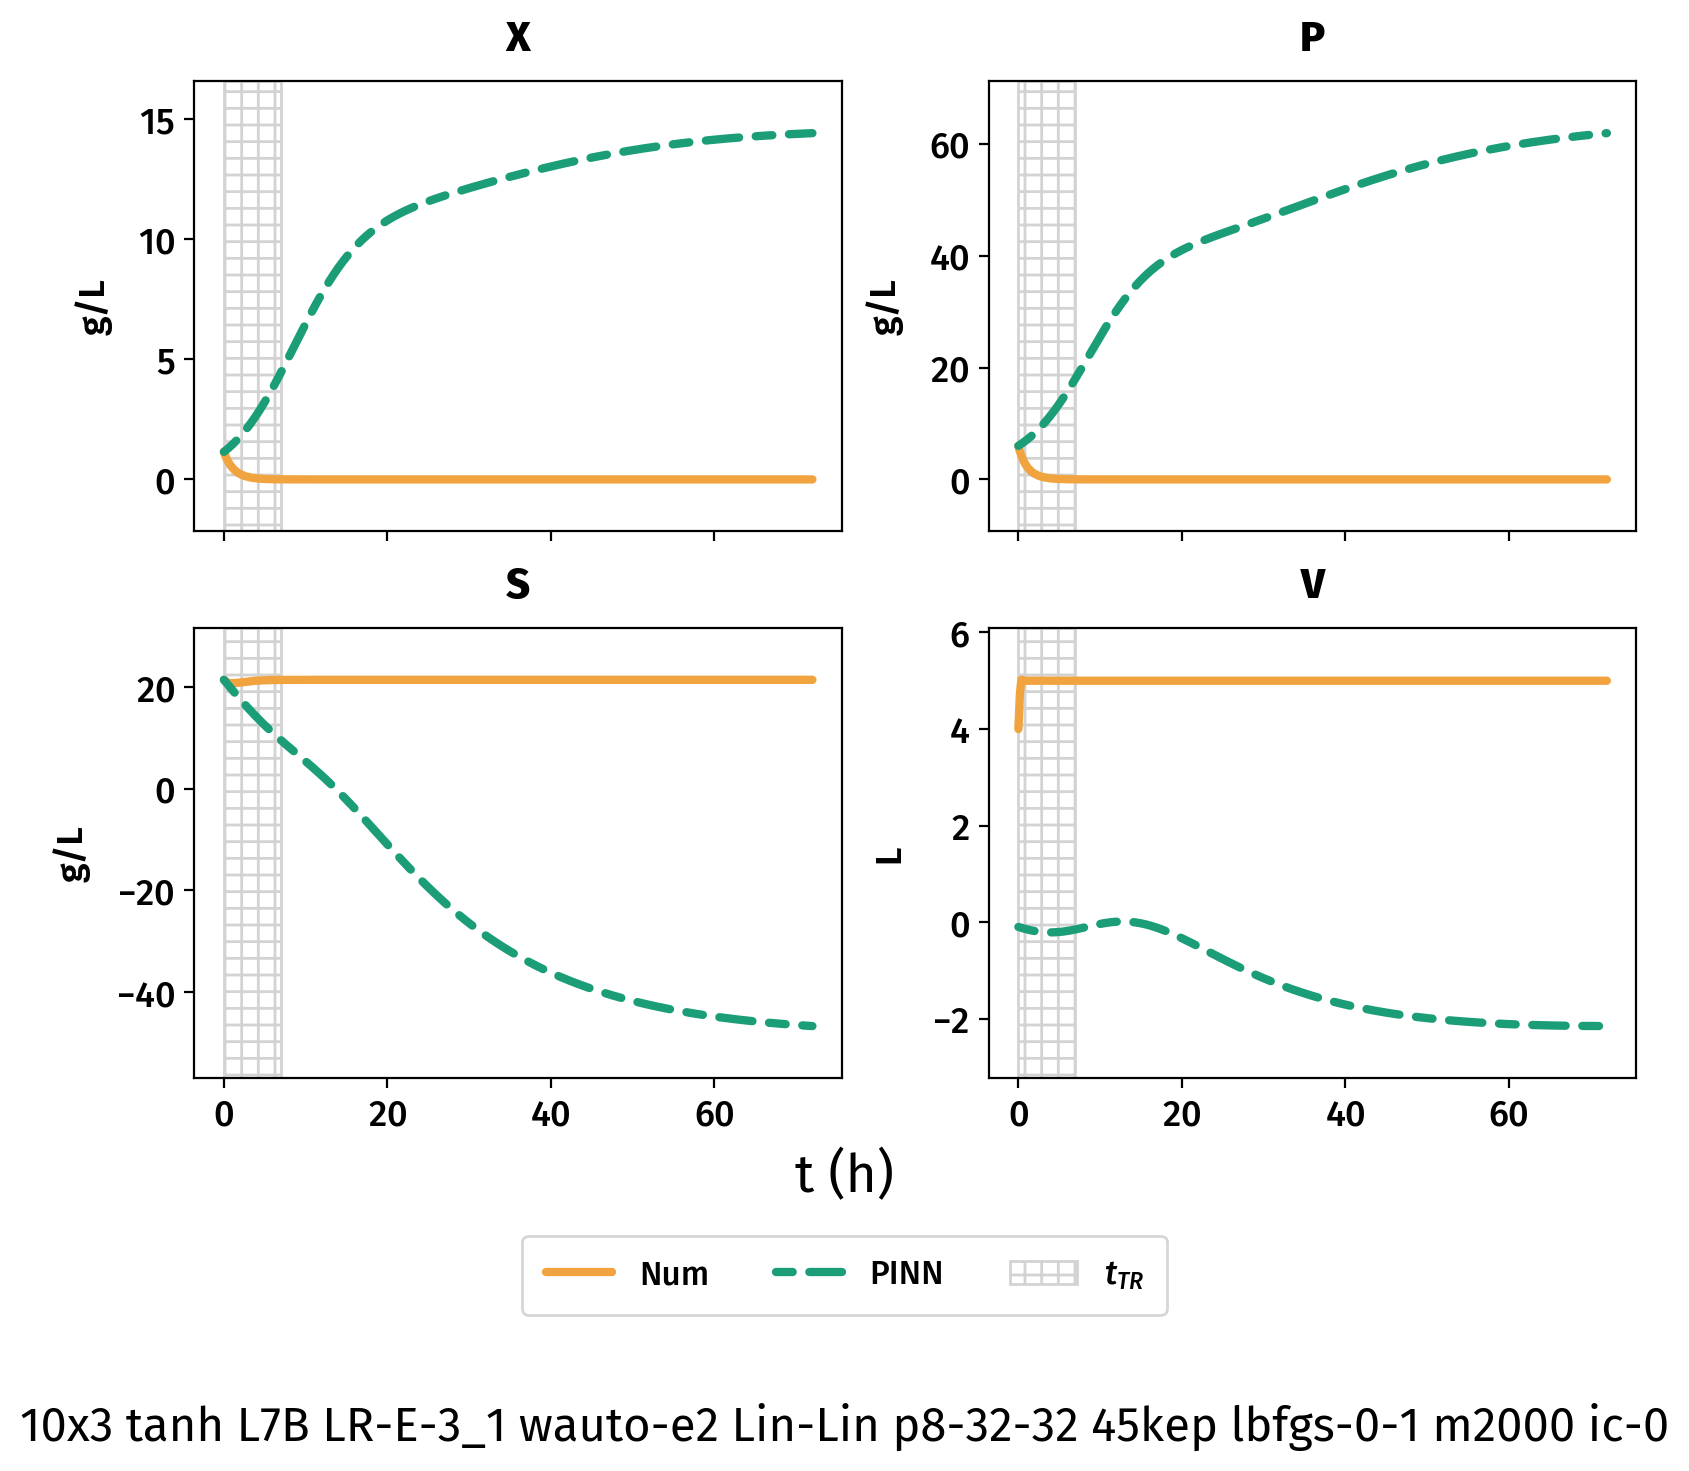 X
P
15
10
5
0
g/L
60
40
20
0
g/L
S
V
20
0
−20
−40
g/L
0 20 40 60
6
4
2
0
−2
L
0 20 40 60
t (h)
Num PINN tTR
10x3 tanh L7B LR-E-3_1 wauto-e2 Lin-Lin p8-32-32 45kep lbfgs-0-1 m2000 ic-0